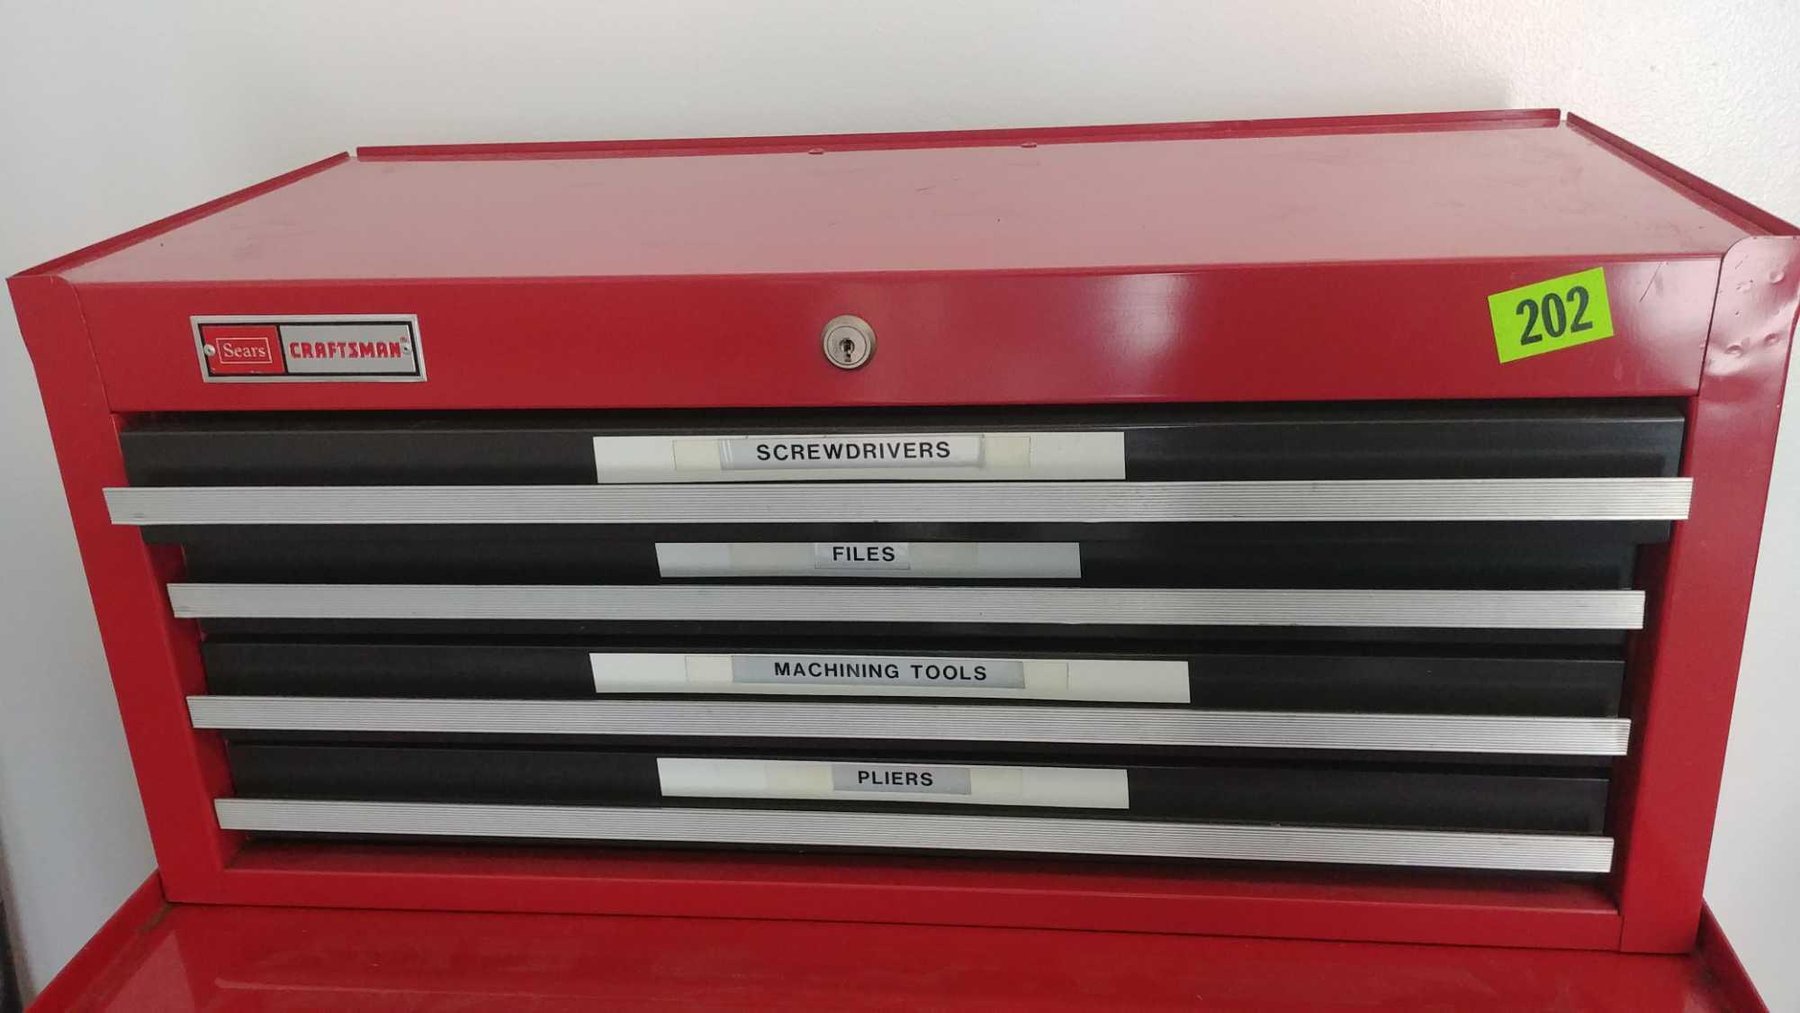 Sears CRAFTSMAN
202
SCREWDRIVERS
FILES
MACHINING TOOLS
PLIERS